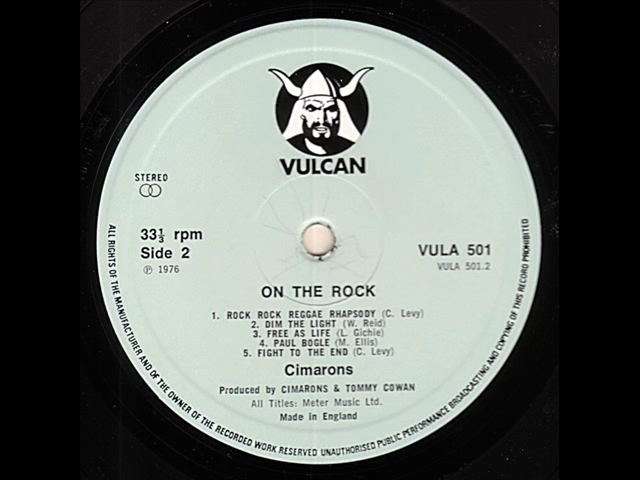 VULCAN
STEREO
33⅓ rpm
Side 2
℗ 1976
VULA 501
VULA 501.2
ON THE ROCK
1. ROCK ROCK REGGAE RHAPSODY (C. Levy)
2. DIM THE LIGHT (W. Reid)
3. FREE AS LIFE (L. Gichie)
4. PAUL BOGLE (M. Ellis)
5. FIGHT TO THE END (C. Levy)
Cimarons
Produced by CIMARONS & TOMMY COWAN
All Titles: Meter Music Ltd.
Made in England
ALL RIGHTS OF THE MANUFACTURER AND OF THE OWNER OF THE RECORDED WORK RESERVED UNAUTHORISED PUBLIC PERFORMANCE BROADCASTING AND COPYING OF THIS RECORD PROHIBITED